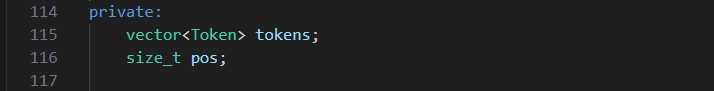 114 private:
115 vector<Token> tokens;
116 size_t pos;
117